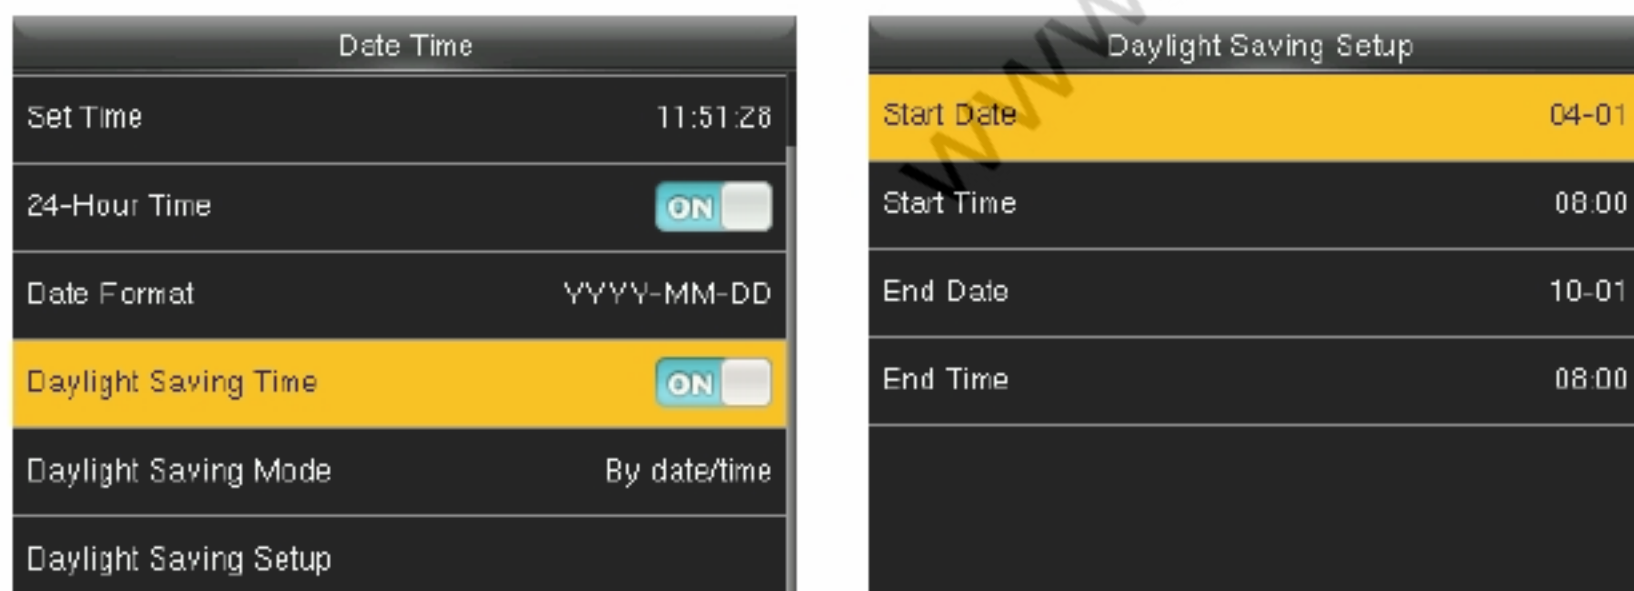 Date Time
Set Time 11:51:28
24-Hour Time ON
Date Format YYYY-MM-DD
Daylight Saving Time ON
Daylight Saving Mode By date/time
Daylight Saving Setup
Daylight Saving Setup
Start Date 04-01
Start Time 08:00
End Date 10-01
End Time 08:00
www